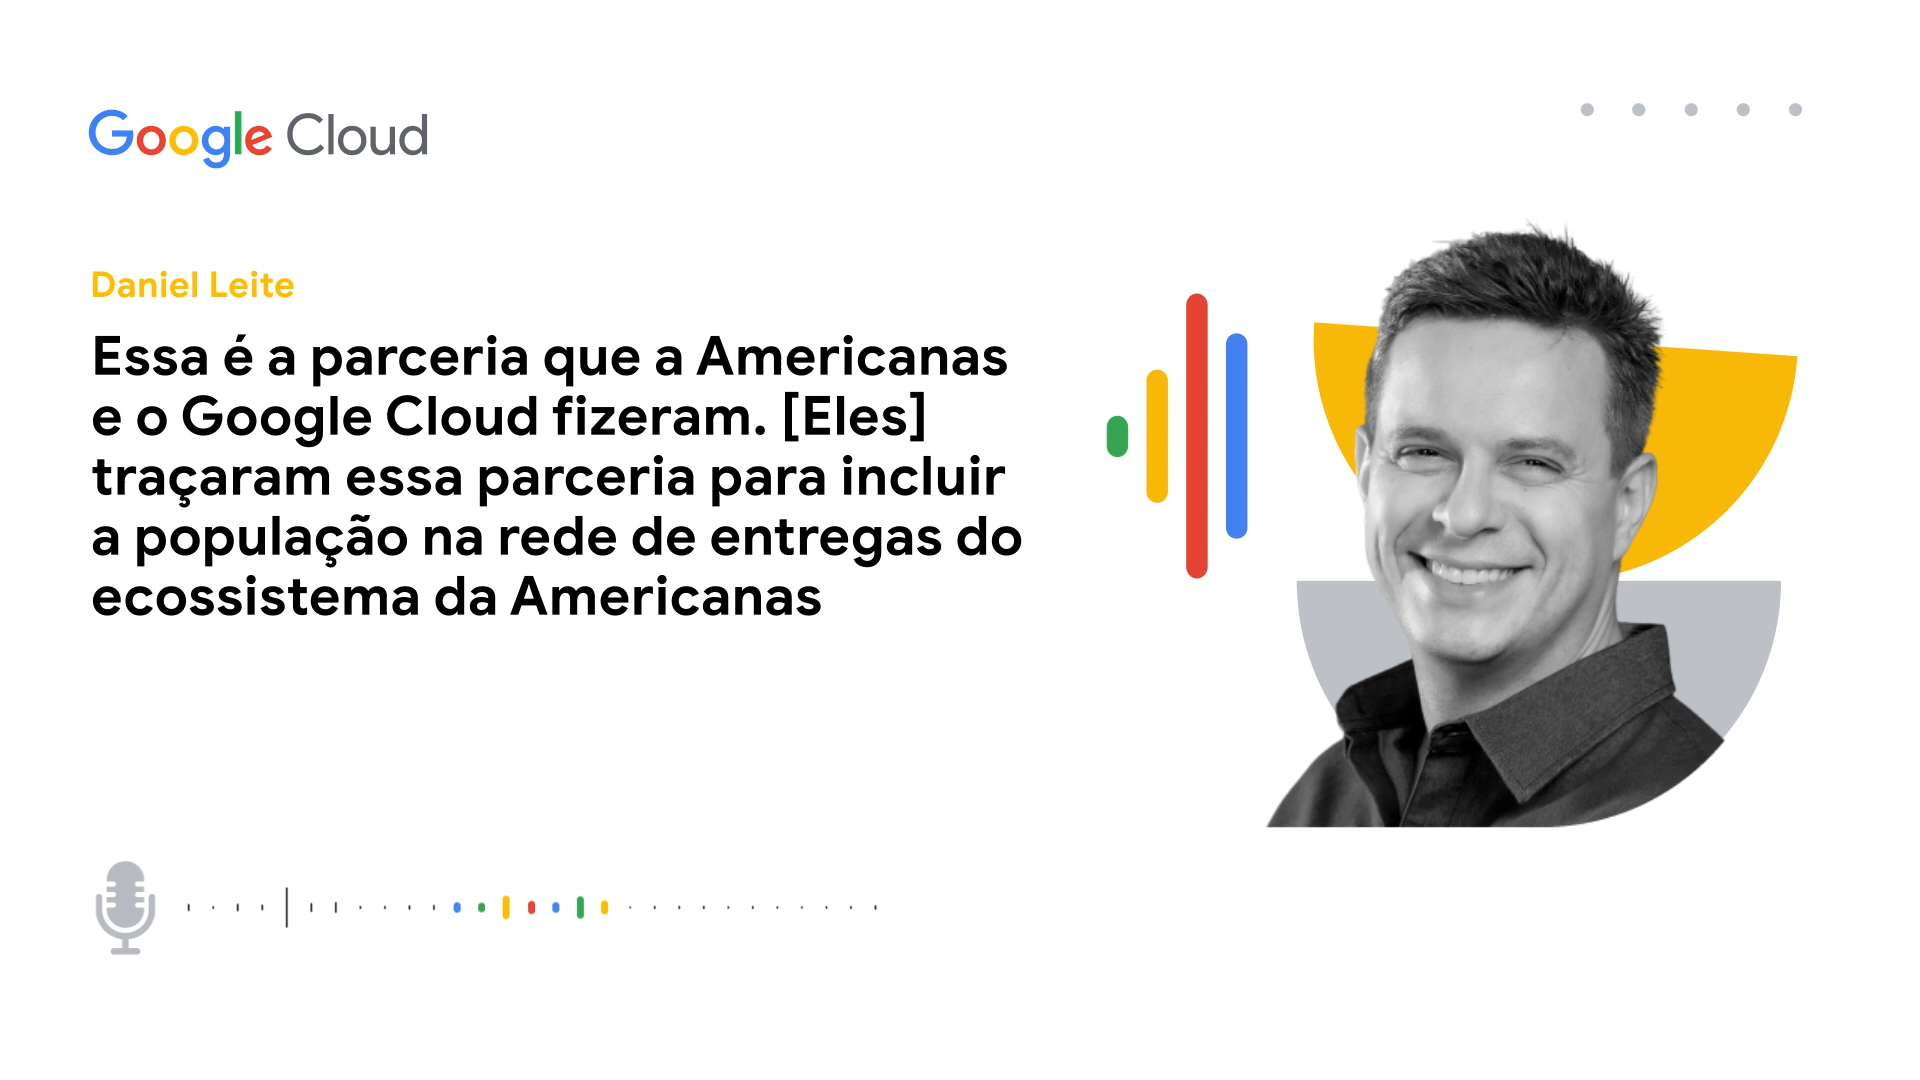 Google Cloud
Daniel Leite
Essa é a parceria que a Americanas
e o Google Cloud fizeram. [Eles]
traçaram essa parceria para incluir
a população na rede de entregas do
ecossistema da Americanas